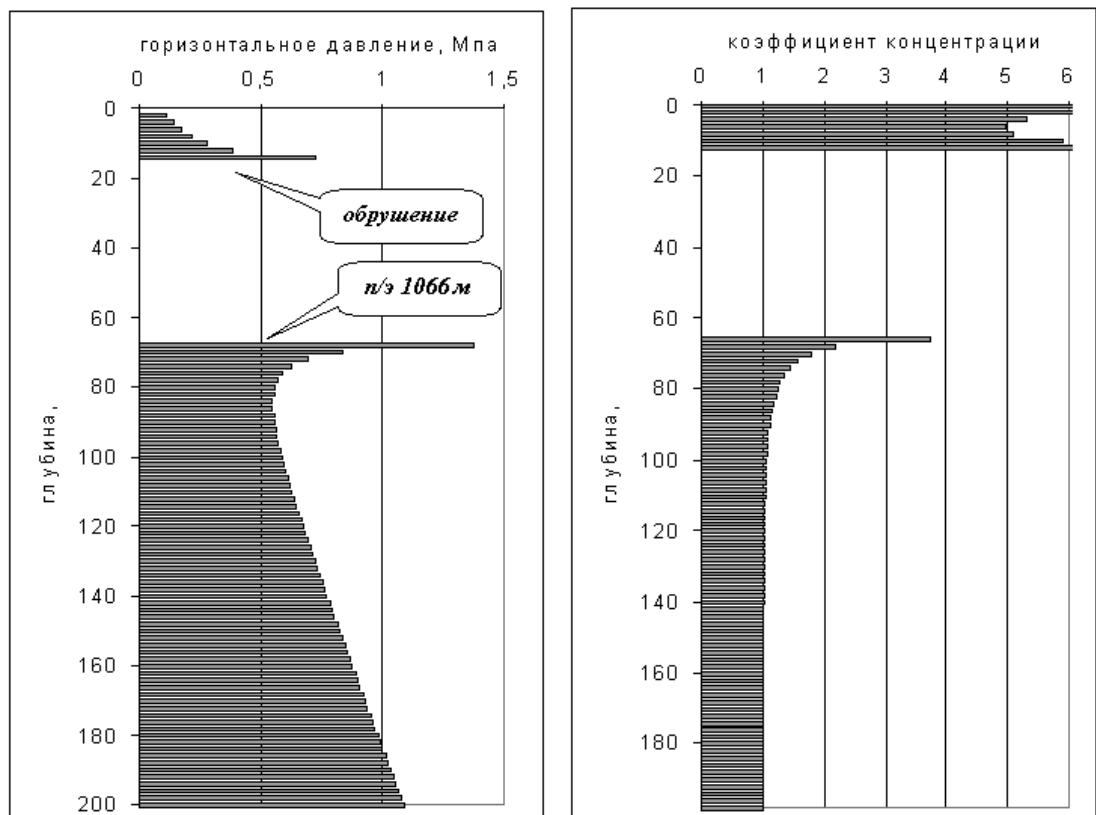 горизонтальное давление, Мпа
0 0,5 1 1,5
0
20
40
60
80
100
120
140
160
180
200
глубина,
обрушение
п/э 1066м
коэффициент концентрации
0 1 2 3 4 5 6
0
20
40
60
80
100
120
140
160
180
глубина,